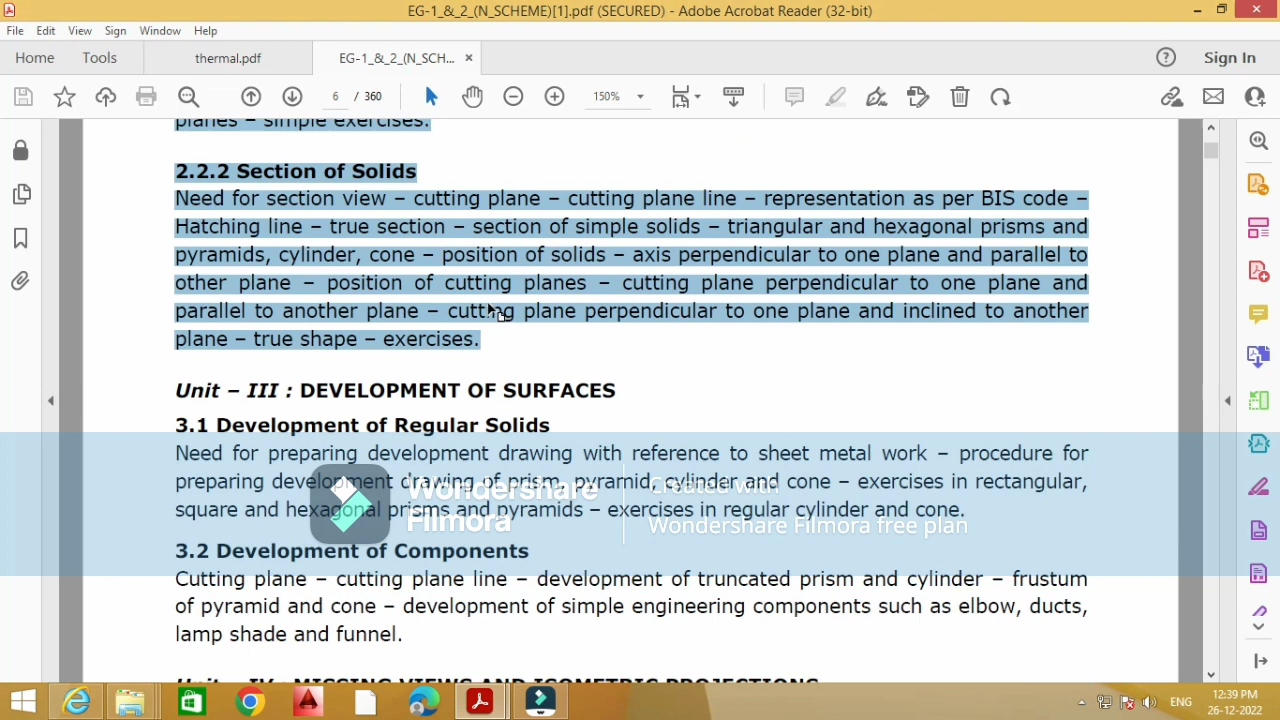 EG-1_&_2_(N_SCHEME)[1].pdf (SECURED) - Adobe Acrobat Reader (32-bit)
File Edit View Sign Window Help
Home Tools thermal.pdf EG-1_&_2_(N_SCH... × Sign In
6 / 360 150%
planes – simple exercises.
2.2.2 Section of Solids
Need for section view – cutting plane – cutting plane line – representation as per BIS code –
Hatching line – true section – section of simple solids – triangular and hexagonal prisms and
pyramids, cylinder, cone – position of solids – axis perpendicular to one plane and parallel to
other plane – position of cutting planes – cutting plane perpendicular to one plane and
parallel to another plane – cutting plane perpendicular to one plane and inclined to another
plane – true shape – exercises.
Unit – III : DEVELOPMENT OF SURFACES
3.1 Development of Regular Solids
Need for preparing development drawing with reference to sheet metal work – procedure for
preparing development drawing of prism, pyramid, cylinder and cone – exercises in rectangular,
square and hexagonal prisms and pyramids – exercises in regular cylinder and cone.
Wondershare
Filmora
Created with
Wondershare Filmora free plan
3.2 Development of Components
Cutting plane – cutting plane line – development of truncated prism and cylinder – frustum
of pyramid and cone – development of simple engineering components such as elbow, ducts,
lamp shade and funnel.
Unit – IV : MISSING VIEWS AND ISOMETRIC PROJECTIONS
ENG 12:39 PM
26-12-2022